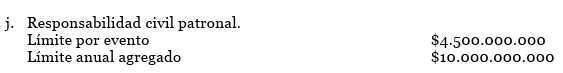 j. Responsabilidad civil patronal.
Límite por evento $4.500.000.000
Límite anual agregado $10.000.000.000